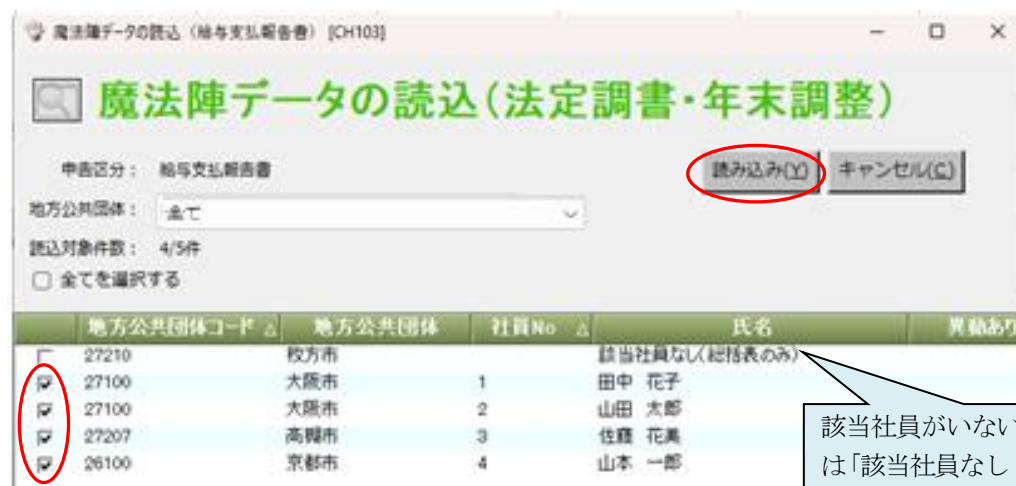 魔法陣データの読込（給与支払報告書） [CH103]
魔法陣データの読込（法定調書・年末調整）
申告区分： 給与支払報告書
読み込み(Y) キャンセル(C)
地方公共団体： 全て
読込対象件数： 4/5件
全てを選択する
地方公共団体コード 地方公共団体 社員No 氏名 異動あり
27210 枚方市 該当社員なし（総括表のみ）
27100 大阪市 1 田中 花子
27100 大阪市 2 山田 太郎
27207 高槻市 3 佐藤 花美
26100 京都市 4 山本 一郎
該当社員がいない
は「該当社員なし